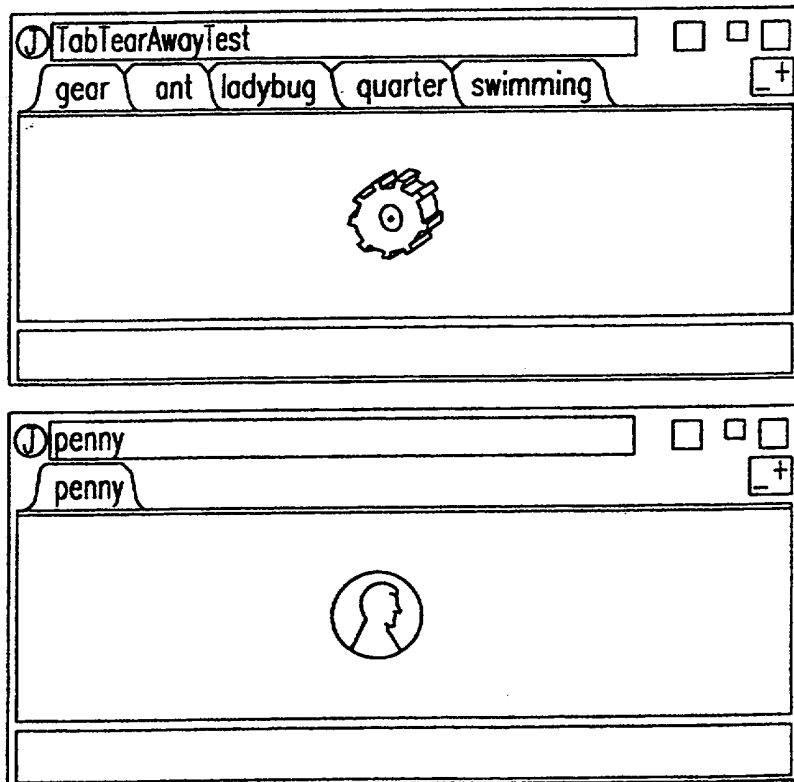 J TabTearAwayTest
_ +
gear ant ladybug quarter swimming
J penny
_ +
penny